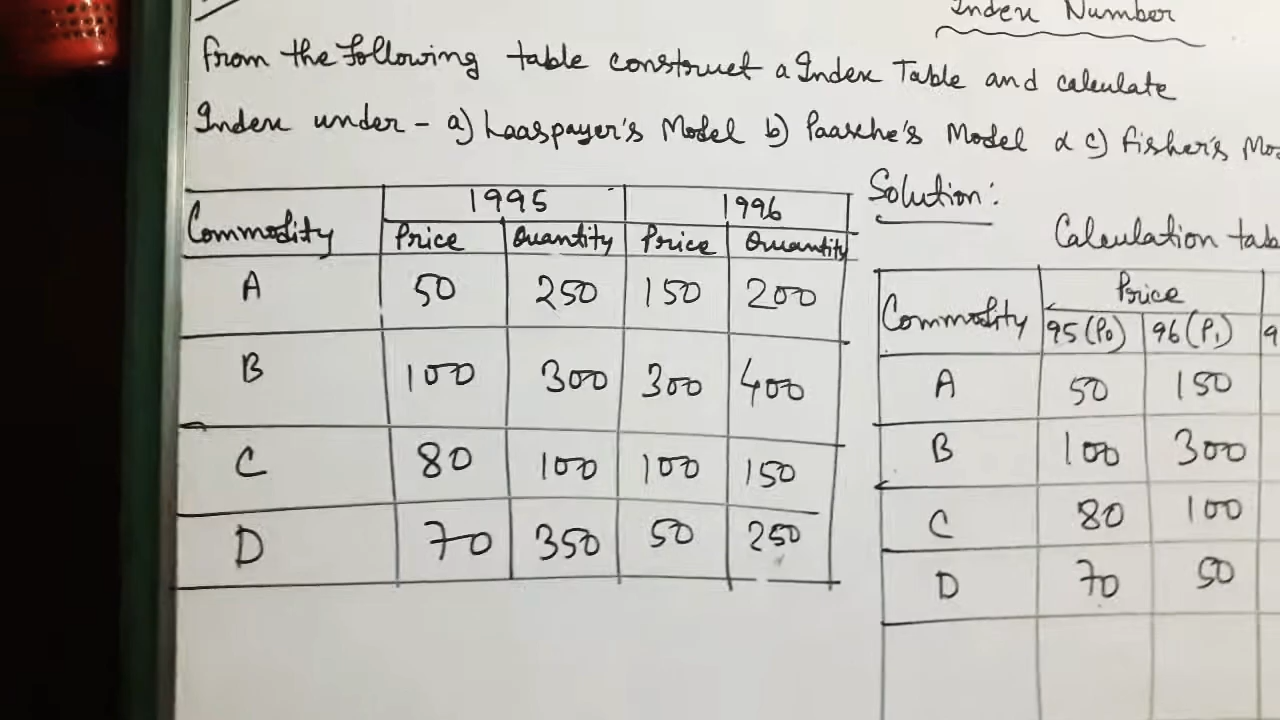 Index Number
from the following table construct a Index Table and calculate
Index under - a) Laaspayer's Model b) Paasche's Model & c) Fisher's Mo
Solution:
Calculation tab
Commodity 1995 1996
Price Quantity Price Quantity
A 50 250 150 200
B 100 300 300 400
C 80 100 100 150
D 70 350 50 250
Commodity Price
95 (P0) 96 (P1) 9
A 50 150
B 100 300
C 80 100
D 70 50